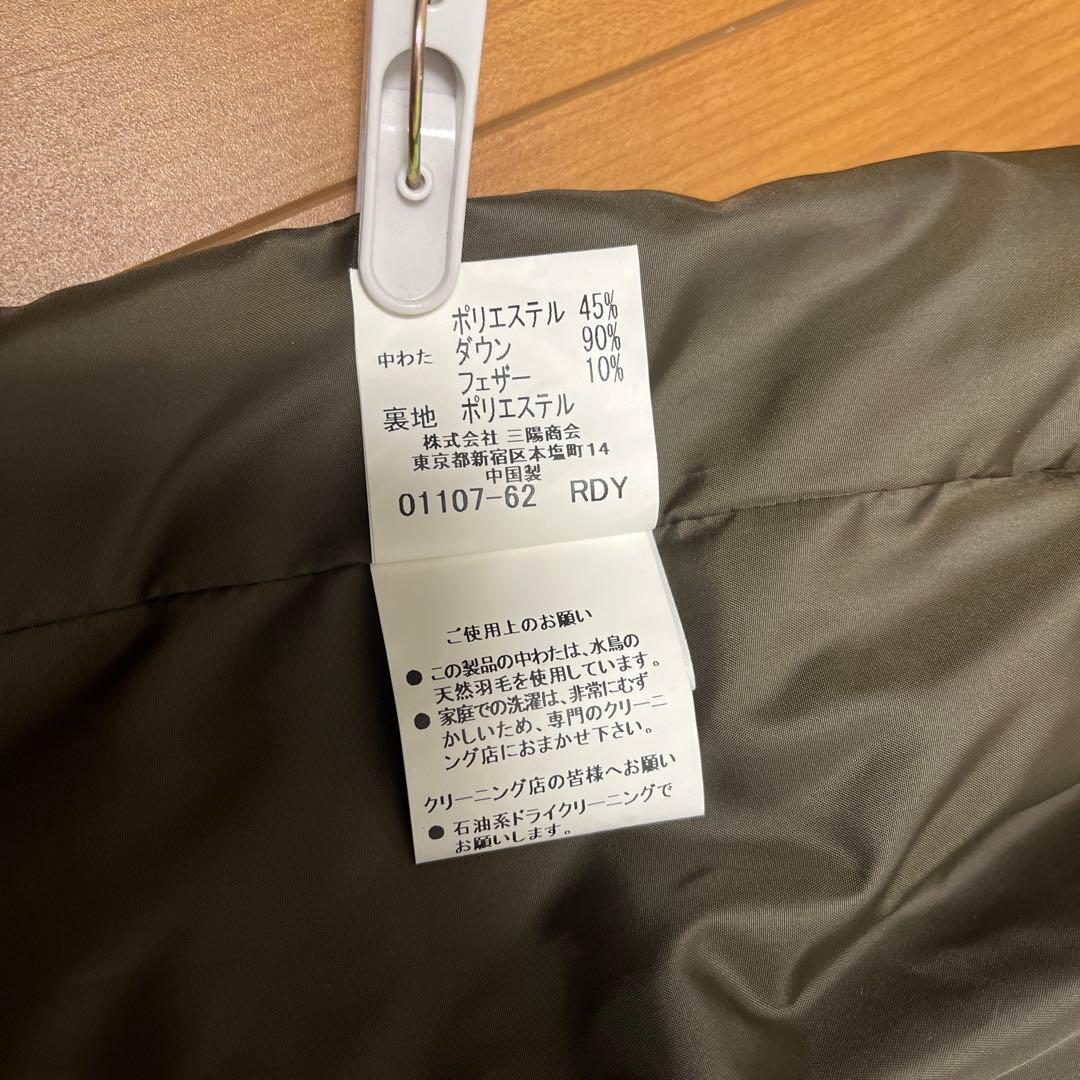 ポリエステル 45%
中わた ダウン 90%
フェザー 10%
裏地 ポリエステル
株式会社 三陽商会
東京都新宿区本塩町14
中国製
01107-62 RDY
ご使用上のお願い
● この製品の中わたは、水鳥の
天然羽毛を使用しています。
● 家庭での洗濯は、非常にむず
かしいため、専門のクリーニ
ング店におまかせ下さい。
クリーニング店の皆様へお願い
● 石油系ドライクリーニングで
お願いします。